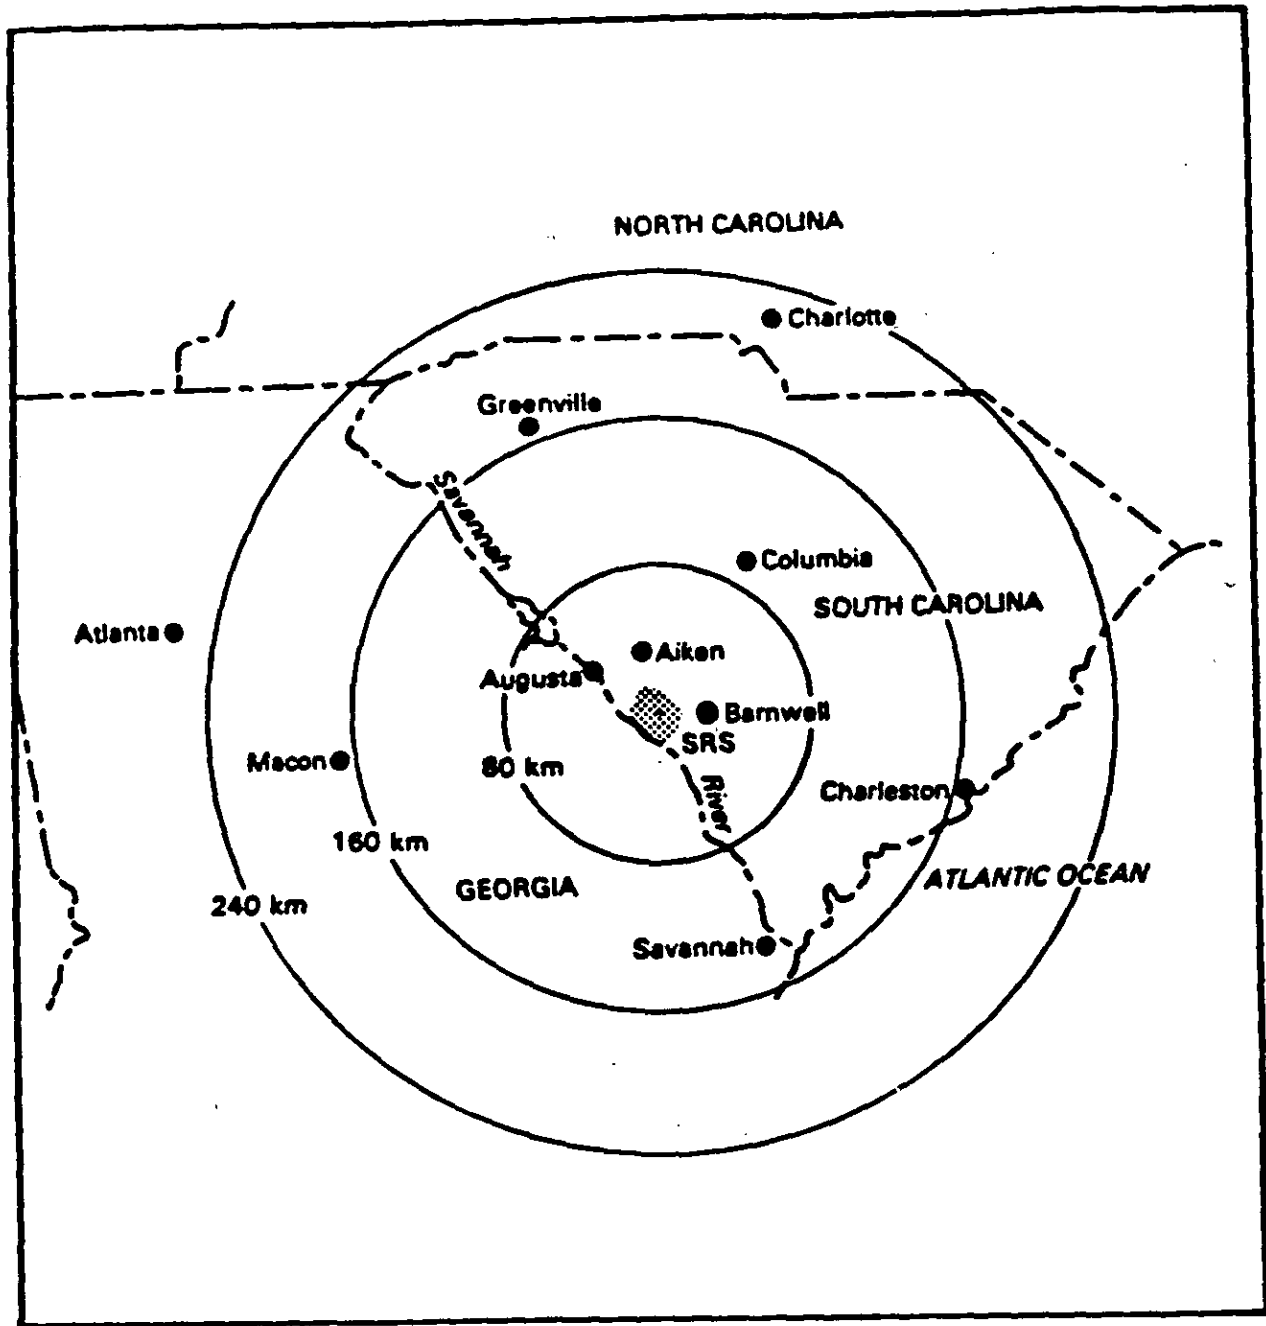 NORTH CAROLINA
Charlotte
Greenville
Savannah
Columbia
SOUTH CAROLINA
Atlanta
Aiken
Augusta
Barnwell
SRS
Macon
80 km
River
Charleston
160 km
ATLANTIC OCEAN
GEORGIA
240 km
Savannah